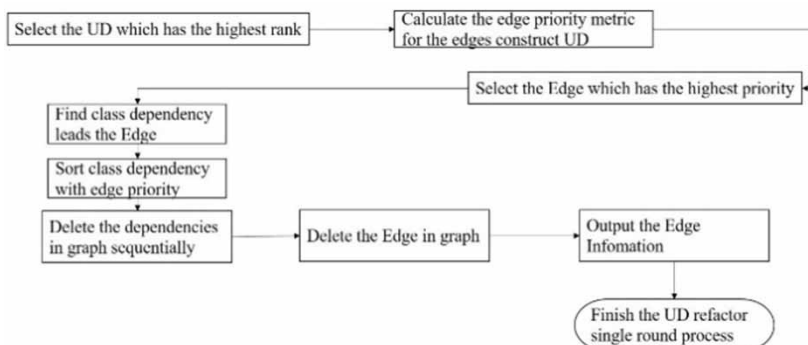 Select the UD which has the highest rank
Calculate the edge priority metric
for the edges construct UD
Select the Edge which has the highest priority
Find class dependency
leads the Edge
Sort class dependency
with edge priority
Delete the dependencies
in graph sequentially
Delete the Edge in graph
Output the Edge
Infomation
Finish the UD refactor
single round process